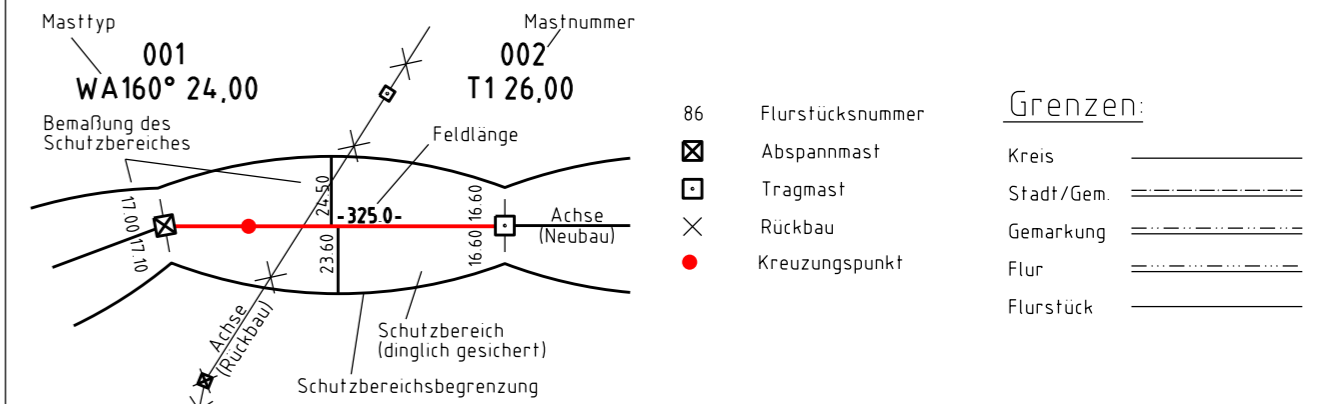 Masttyp
001
WA160° 24,00
Mastnummer
002
T1 26,00
Bemaßung des
Schutzbereiches
Feldlänge
24.50
-325.0-
23.60
17.00
17.10
16.60
16.60
Achse
(Neubau)
Achse
(Rückbau)
Schutzbereich
(dinglich gesichert)
Schutzbereichsbegrenzung
86 Flurstücksnummer
Abspannmast
Tragmast
Rückbau
Kreuzungspunkt
Grenzen:
Kreis
Stadt/Gem.
Gemarkung
Flur
Flurstück